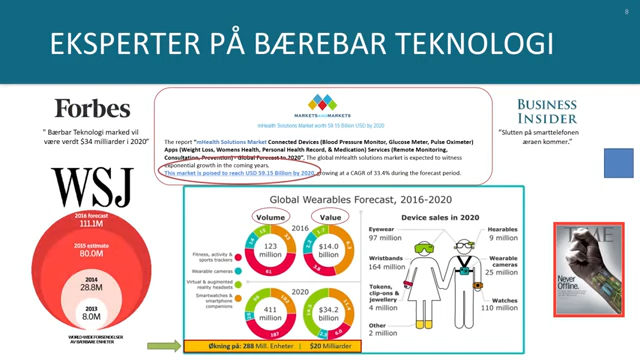 8
EKSPERTER PÅ BÆREBAR TEKNOLOGI
Forbes
" Bærbar Teknologi marked vil
være verdt $34 milliarder i 2020"
MARKETSANDMARKETS
mHealth Solutions Market worth 59.15 Billion USD by 2020
The report "mHealth Solutions Market Connected Devices (Blood Pressure Monitor, Glucose Meter, Pulse Oximeter)
Apps (Weight Loss, Womens Health, Personal Health Record, & Medication) Services (Remote Monitoring,
Consultation, Prevention) - Global Forecast to 2020", The global mHealth solutions market is expected to witness
exponential growth in the coming years.
This market is poised to reach USD 59.15 Billion by 2020, growing at a CAGR of 33.4% during the forecast period.
BUSINESS
INSIDER
"Slutten på smarttelefonen
æraen kommer."
WSJ
2016 forecast
111.1M
2015 estimate
80.0M
2014
28.8M
2013
8.0M
WORLD-WIDE FORSENDELSER
AV BÆRBARE ENHETER
Global Wearables Forecast, 2016-2020
Volume
Value
2016
123
million
61
$14.0
billion
Fitness, activity &
sports trackers
Wearable cameras
Virtual & augmented
reality headsets
Smartwatches &
smartphone
companions
2020
411
million
$34.2
billion
Device sales in 2020
Eyewear
97 million
Wristbands
164 million
Tokens,
clip-ons &
jewellery
4 million
Other
2 million
Hearables
9 million
Wearable
cameras
25 million
Watches
110 million
Økning på: 288 Mill. Enheter | $20 Milliarder
TIME
Never
Offline.